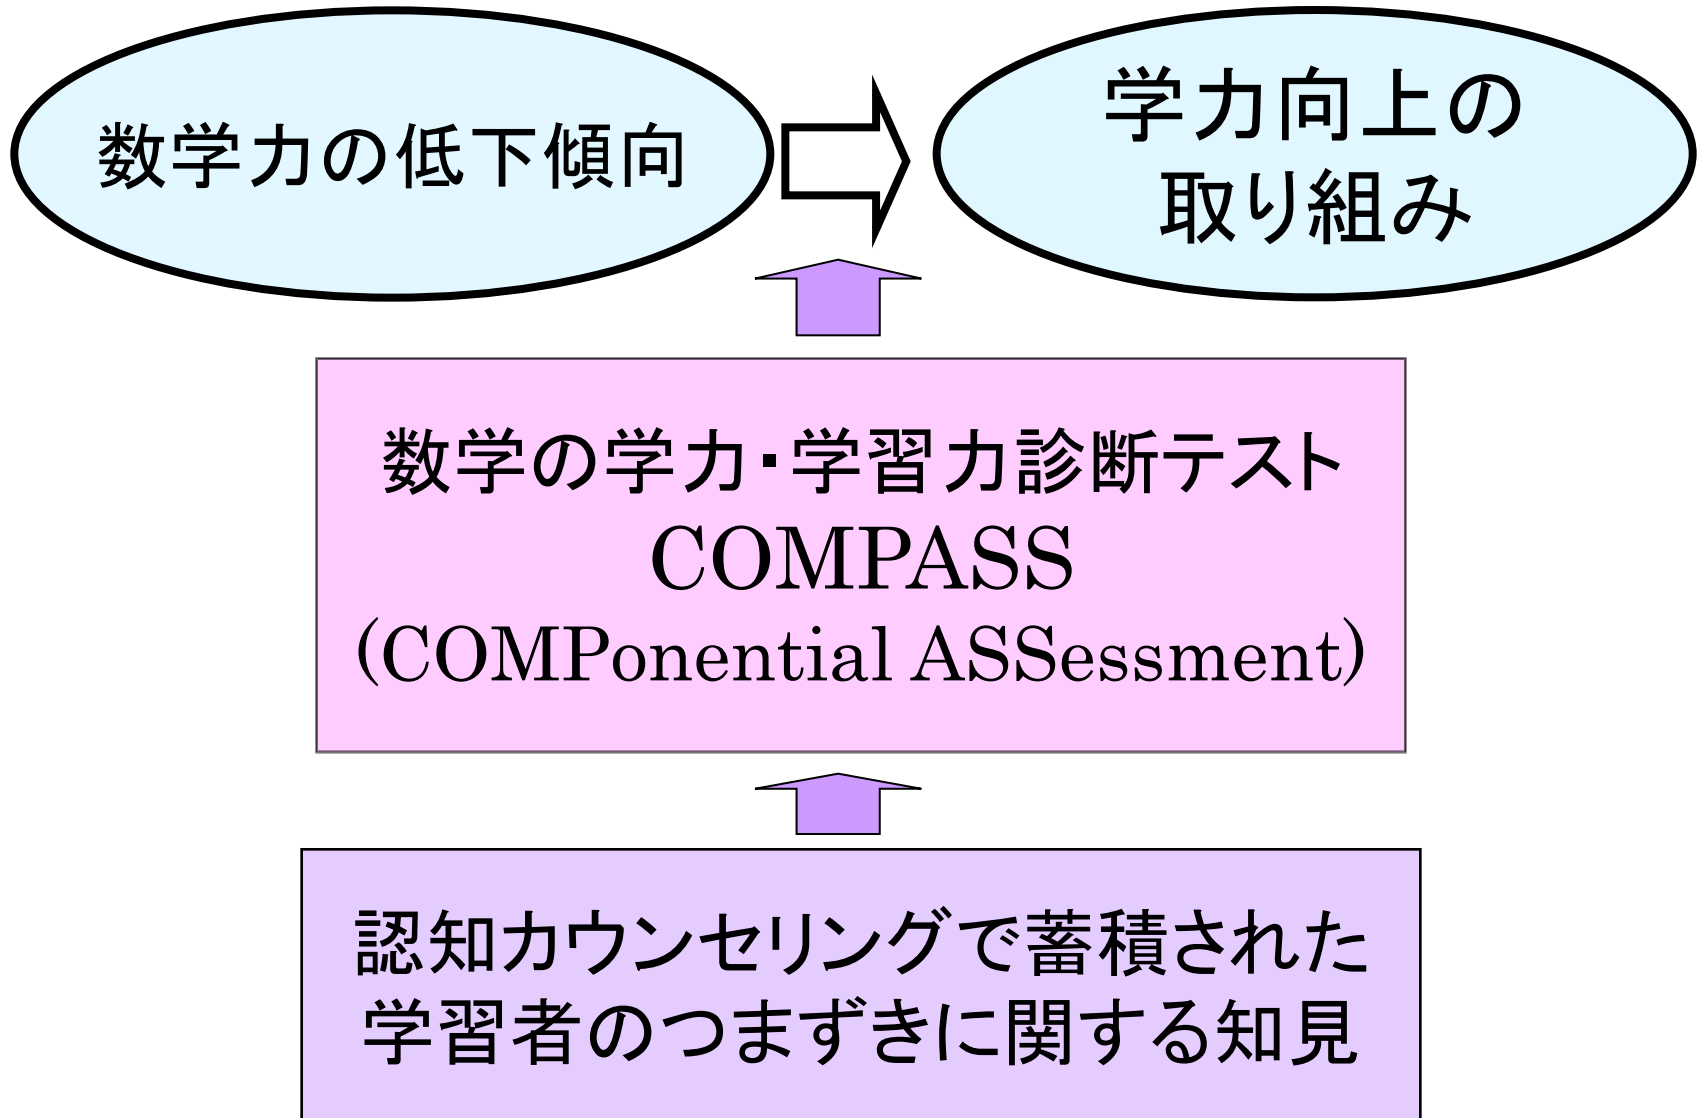 数学力の低下傾向
学力向上の
取り組み
数学の学力・学習力診断テスト
COMPASS
(COMPonential ASSessment)
認知カウンセリングで蓄積された
学習者のつまずきに関する知見